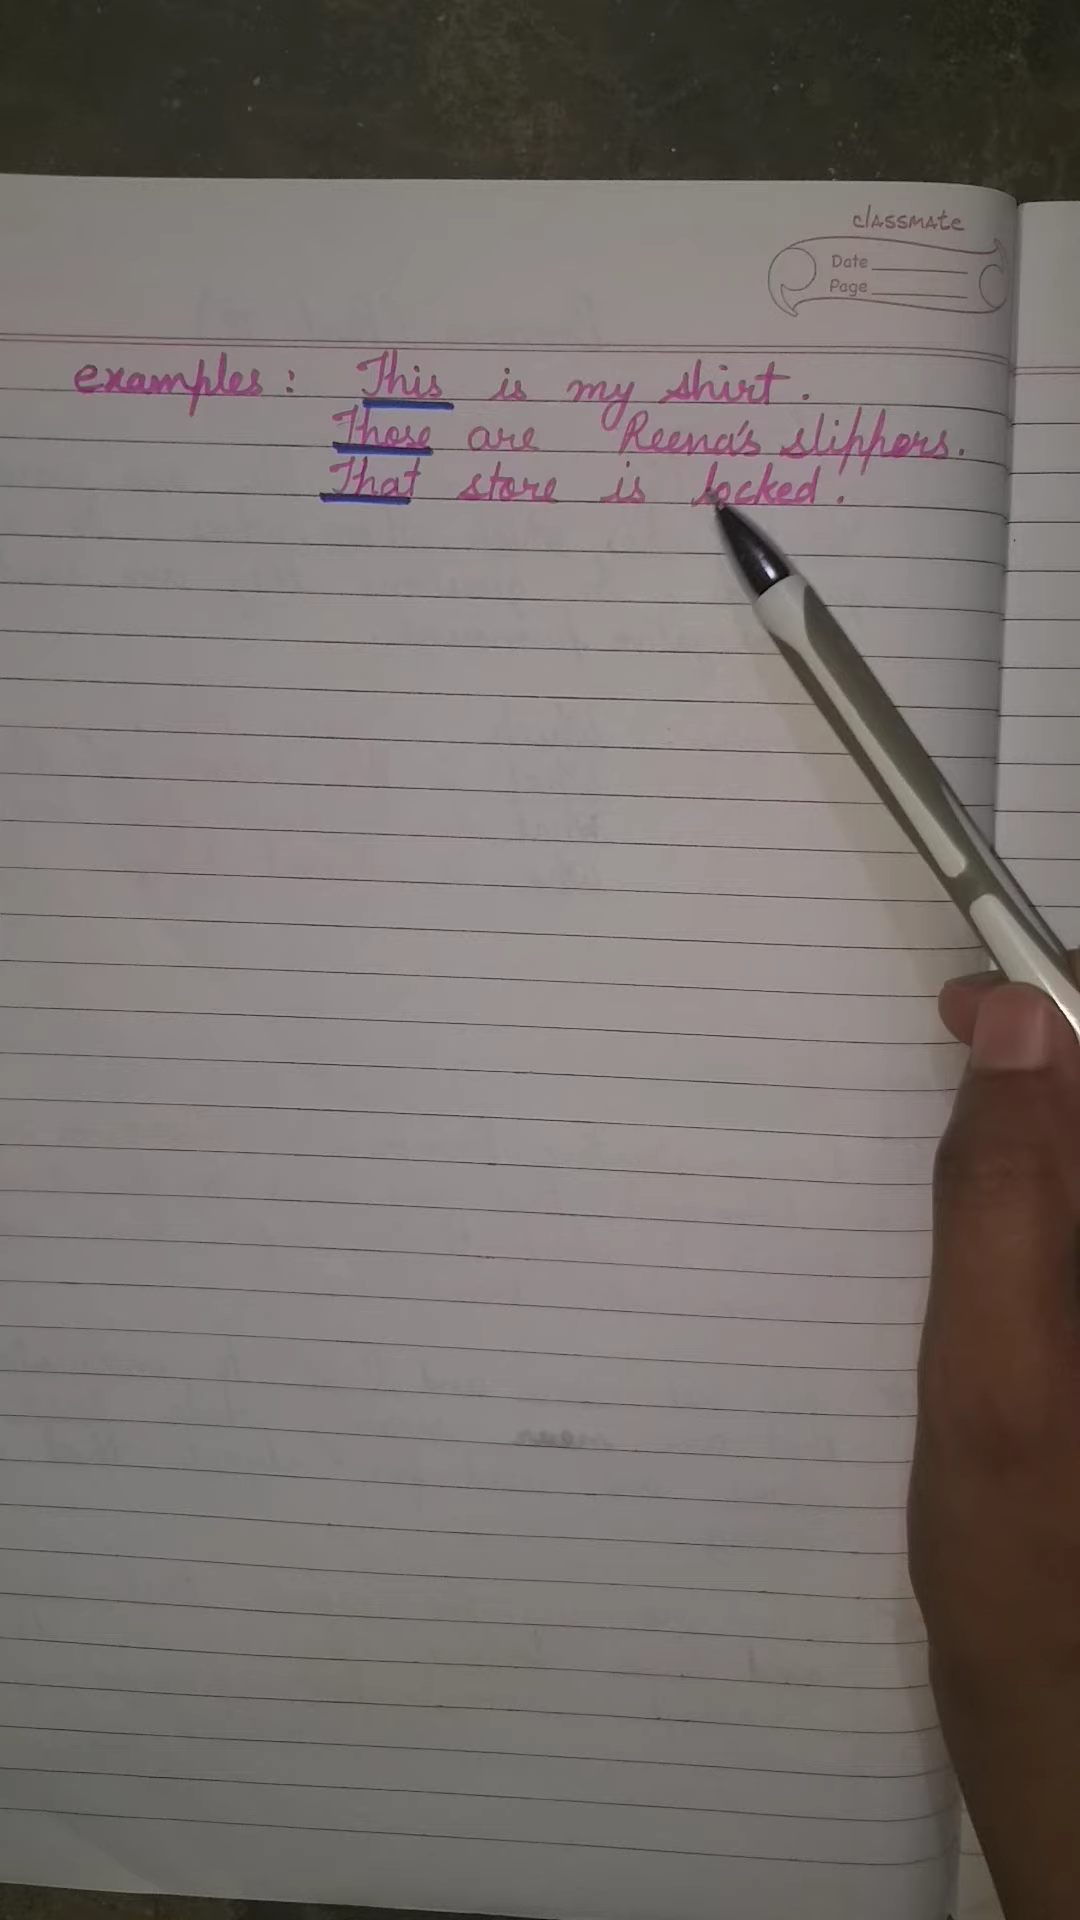 classmate
Date
Page
examples: This is my shirt.
Those are Reena's slippers.
That store is locked.